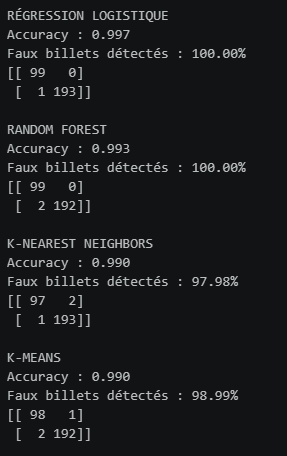 RÉGRESSION LOGISTIQUE
Accuracy : 0.997
Faux billets détectés : 100.00%
[[ 99   0]
 [  1 193]]

RANDOM FOREST
Accuracy : 0.993
Faux billets détectés : 100.00%
[[ 99   0]
 [  2 192]]

K-NEAREST NEIGHBORS
Accuracy : 0.990
Faux billets détectés : 97.98%
[[ 97   2]
 [  1 193]]

K-MEANS
Accuracy : 0.990
Faux billets détectés : 98.99%
[[ 98   1]
 [  2 192]]